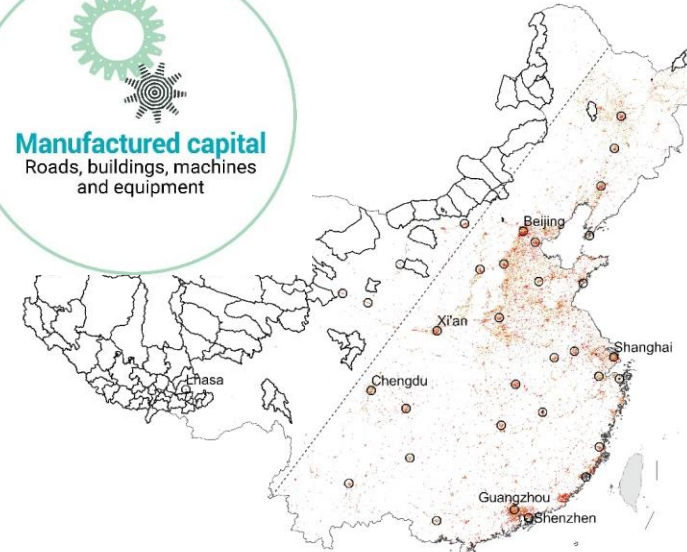 Manufactured capital
Roads, buildings, machines
and equipment
Beijing
Xi'an
Shanghai
Lhasa
Chengdu
Guangzhou
Shenzhen